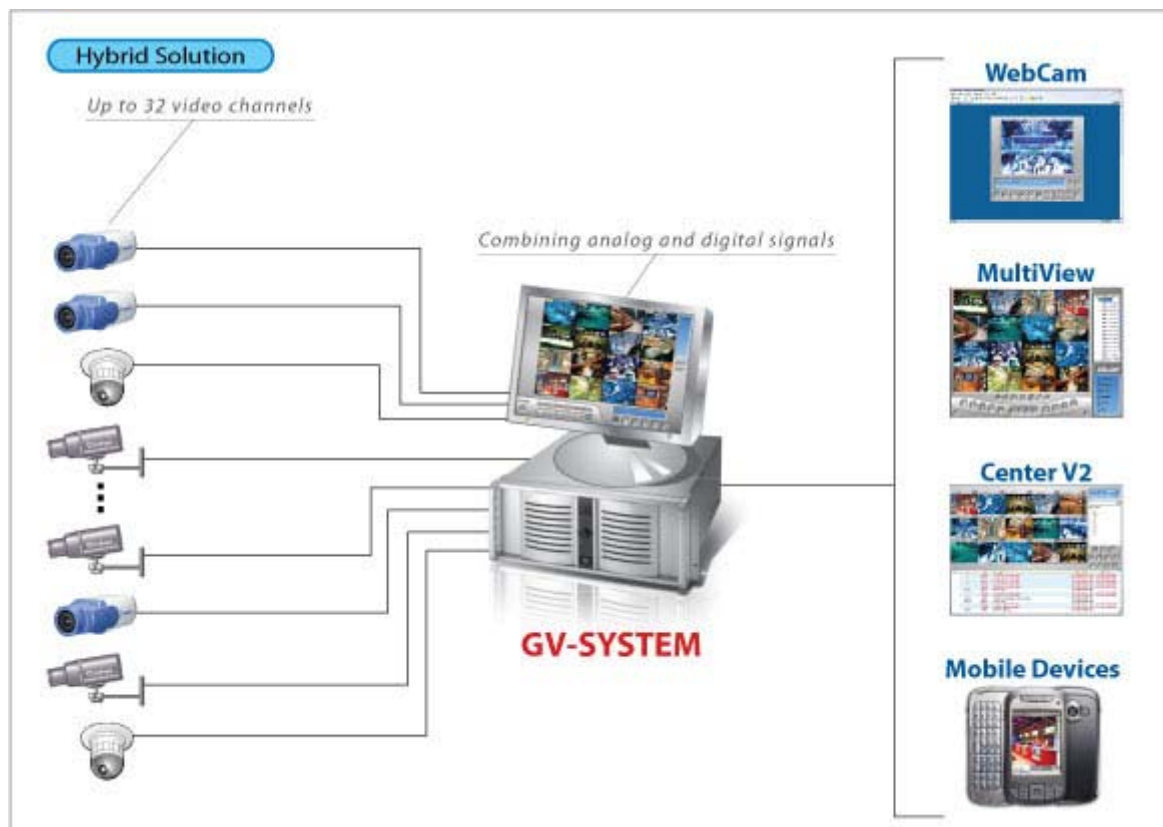 Hybrid Solution
Up to 32 video channels
Combining analog and digital signals
GV-SYSTEM
WebCam
MultiView
Center V2
Mobile Devices